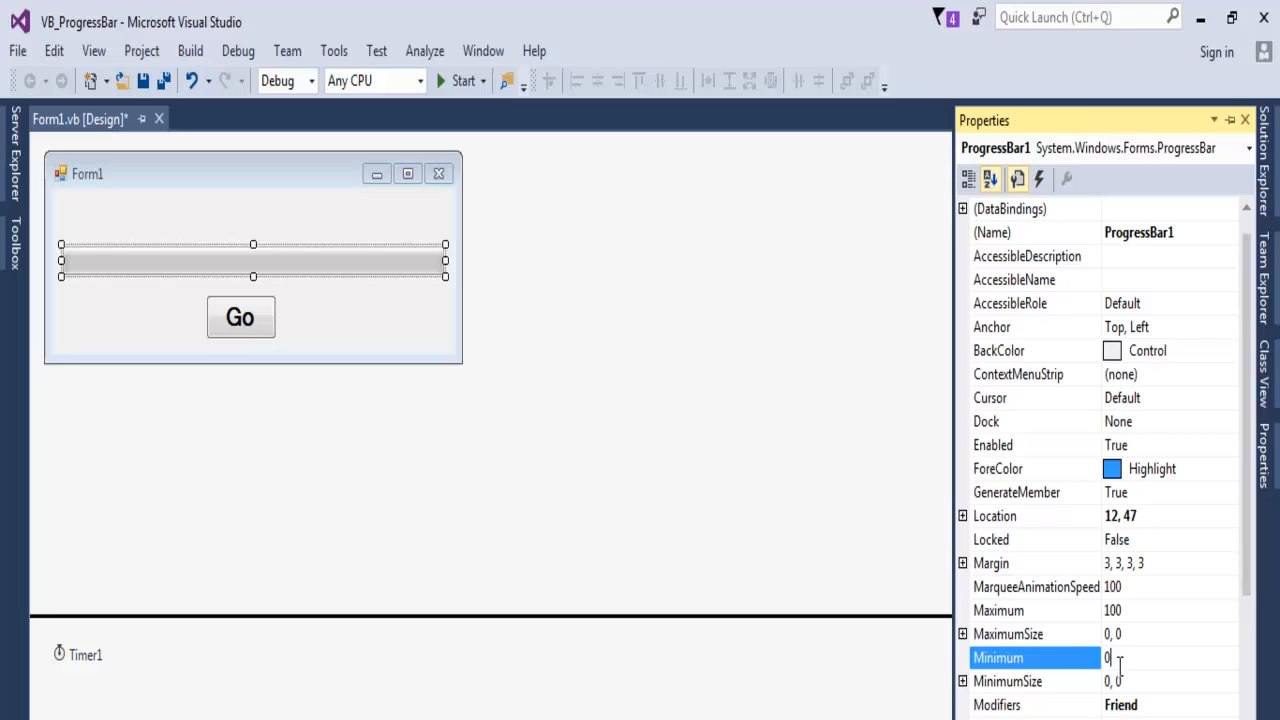 VB_ProgressBar - Microsoft Visual Studio
4
Quick Launch (Ctrl+Q)
File Edit View Project Build Debug Team Tools Test Analyze Window Help
Sign in
Debug Any CPU Start
Form1.vb [Design]*
Server Explorer
Toolbox
Form1
Go
Timer1
Properties
ProgressBar1 System.Windows.Forms.ProgressBar
(DataBindings)
(Name) ProgressBar1
AccessibleDescription
AccessibleName
AccessibleRole Default
Anchor Top, Left
BackColor Control
ContextMenuStrip (none)
Cursor Default
Dock None
Enabled True
ForeColor Highlight
GenerateMember True
Location 12, 47
Locked False
Margin 3, 3, 3, 3
MarqueeAnimationSpeed 100
Maximum 100
MaximumSize 0, 0
Minimum 0
MinimumSize 0, 0
Modifiers Friend
Solution Explorer
Team Explorer
Class View
Properties